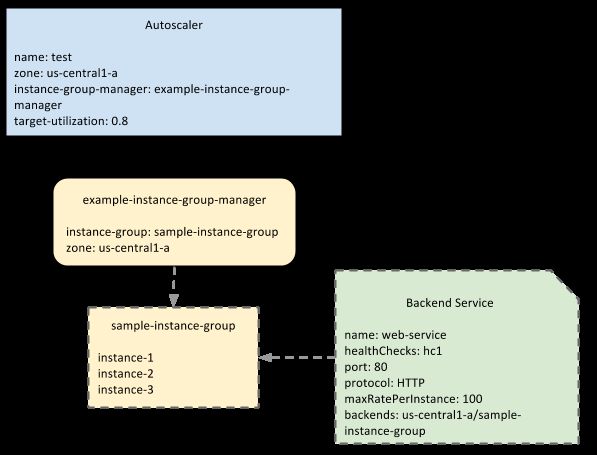 Autoscaler
name: test
zone: us-central1-a
instance-group-manager: example-instance-group-
manager
target-utilization: 0.8
example-instance-group-manager
instance-group: sample-instance-group
zone: us-central1-a
sample-instance-group
instance-1
instance-2
instance-3
Backend Service
name: web-service
healthChecks: hc1
port: 80
protocol: HTTP
maxRatePerInstance: 100
backends: us-central1-a/sample-
instance-group